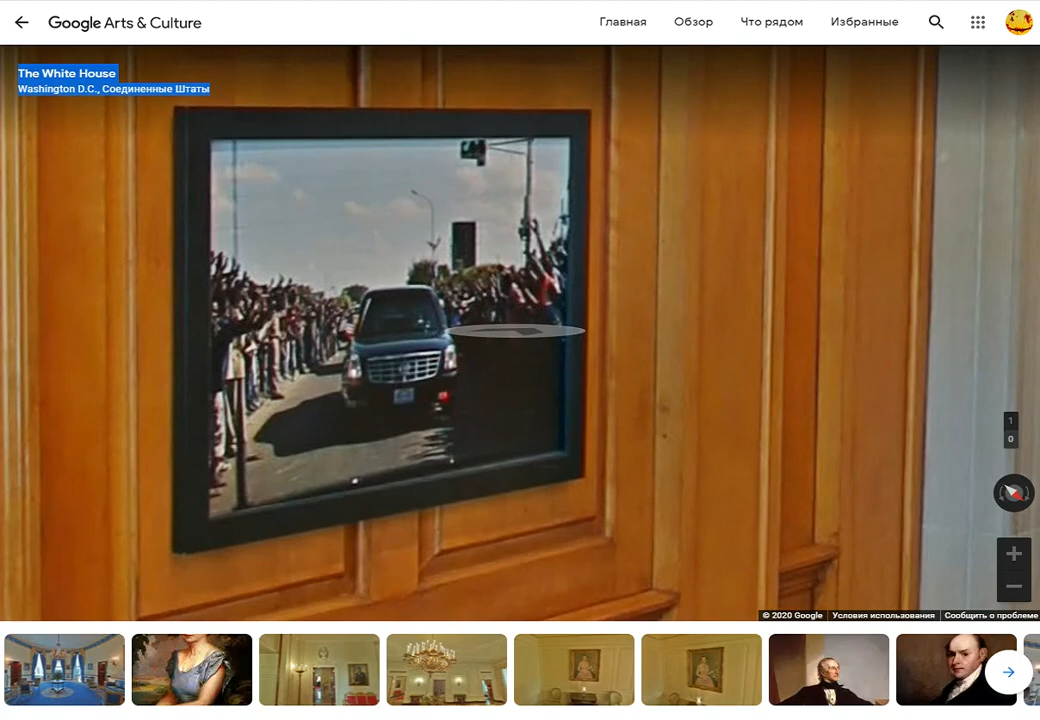 Google Arts & Culture
Главная
Обзор
Что рядом
Избранные
The White House
Washington D.C., Соединенные Штаты
1
0
© 2020 Google
Условия использования
Сообщить о проблеме